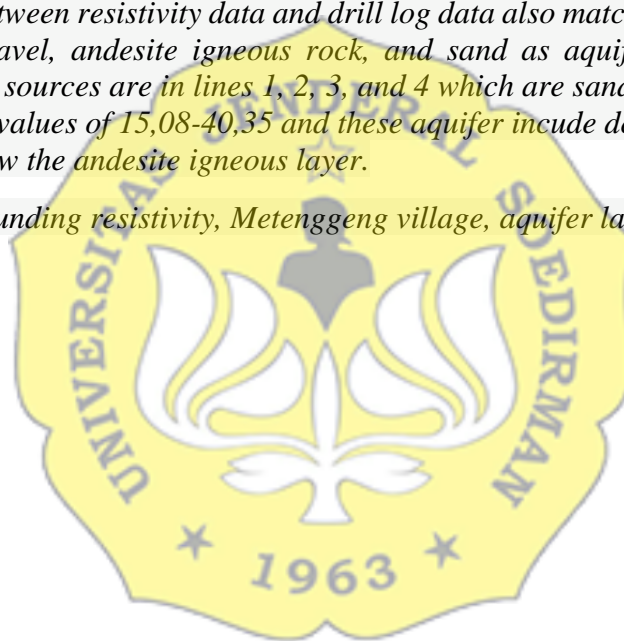 tween resistivity data and drill log data also matc
avel, andesite igneous rock, and sand as aquif
sources are in lines 1, 2, 3, and 4 which are sand
values of 15,08-40,35 and these aquifer incude d
w the andesite igneous layer.
unding resistivity, Metenggeng village, aquifer la
UNIVERSITAS JENDERAL SOEDIRMAN
1963